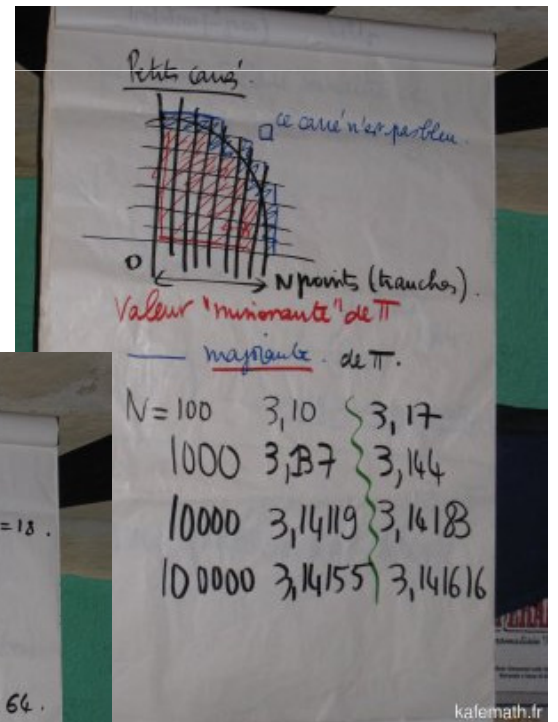 Petits carrés.
ce carré n'est pas bleu.
O
N points (tranches).
Valeur "minorante" de π
— majorante. de π.
N = 100 3,10 3,17
1000 3,137 3,144
10000 3,14119 3,14183
100000 3,14155 3,141616
= 18.
64.
kafemath.fr